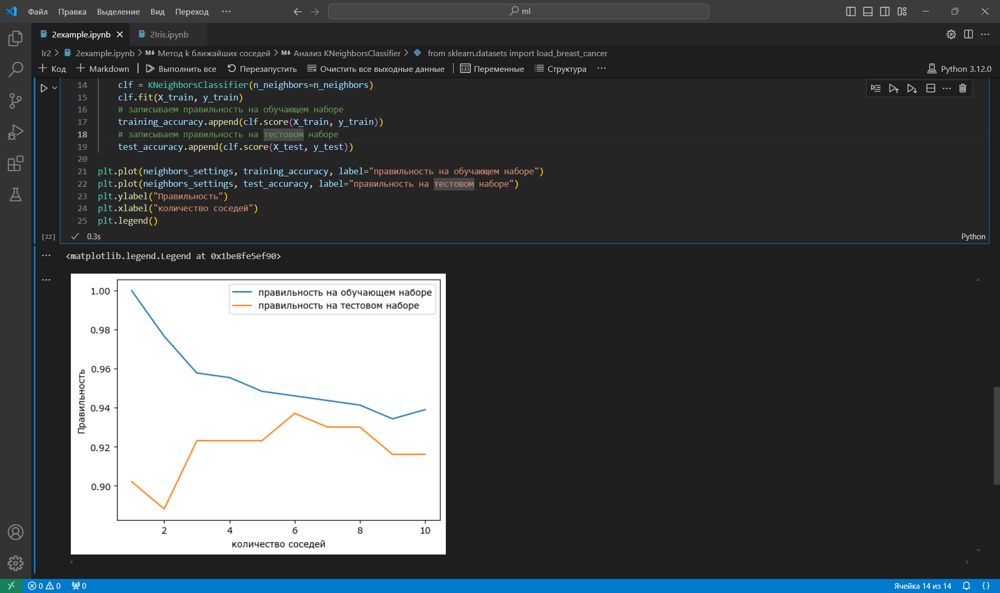 Файл Правка Выделение Вид Переход ··· ml
2example.ipynb 2Iris.ipynb
lr2 > 2example.ipynb > M↓ Метод k ближайших соседей > M↓ Анализ KNeighborsClassifier > from sklearn.datasets import load_breast_cancer
+ Код + Markdown | Выполнить все Перезапустить Очистить все выходные данные | Переменные Структура ··· Python 3.12.0
14 clf = KNeighborsClassifier(n_neighbors=n_neighbors)
15 clf.fit(X_train, y_train)
16 # записываем правильность на обучающем наборе
17 training_accuracy.append(clf.score(X_train, y_train))
18 # записываем правильность на тестовом наборе
19 test_accuracy.append(clf.score(X_test, y_test))
20
21 plt.plot(neighbors_settings, training_accuracy, label="правильность на обучающем наборе")
22 plt.plot(neighbors_settings, test_accuracy, label="правильность на тестовом наборе")
23 plt.ylabel("Правильность")
24 plt.xlabel("количество соседей")
25 plt.legend()
[22] 0.3s Python
<matplotlib.legend.Legend at 0x1be8fe5ef90>
правильность на обучающем наборе
правильность на тестовом наборе
1.00
0.98
0.96
0.94
0.92
0.90
Правильность
2 4 6 8 10
количество соседей
0 0 0 Ячейка 14 из 14 {}